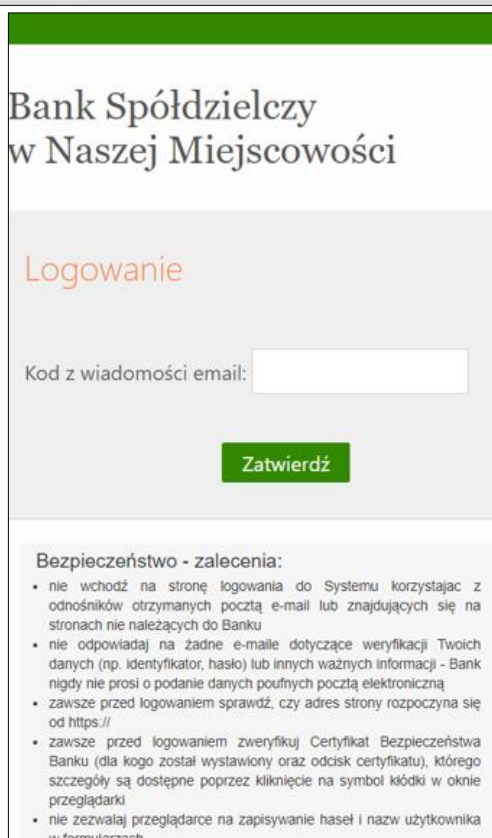 Bank Spółdzielczy
w Naszej Miejscowości
Logowanie
Kod z wiadomości email:
Zatwierdź
Bezpieczeństwo - zalecenia:
• nie wchodź na stronę logowania do Systemu korzystajac z
odnośników otrzymanych pocztą e-mail lub znajdujących się na
stronach nie należących do Banku
• nie odpowiadaj na żadne e-maile dotyczące weryfikacji Twoich
danych (np. identyfikator, hasło) lub innych ważnych informacji - Bank
nigdy nie prosi o podanie danych poufnych pocztą elektroniczną
• zawsze przed logowaniem sprawdź, czy adres strony rozpoczyna się
od https://
• zawsze przed logowaniem zweryfikuj Certyfikat Bezpieczeństwa
Banku (dla kogo został wystawiony oraz odcisk certyfikatu), którego
szczegóły są dostępne poprzez kliknięcie na symbol kłódki w oknie
przeglądarki
• nie zezwalaj przeglądarce na zapisywanie haseł i nazw użytkownika
w formularzach